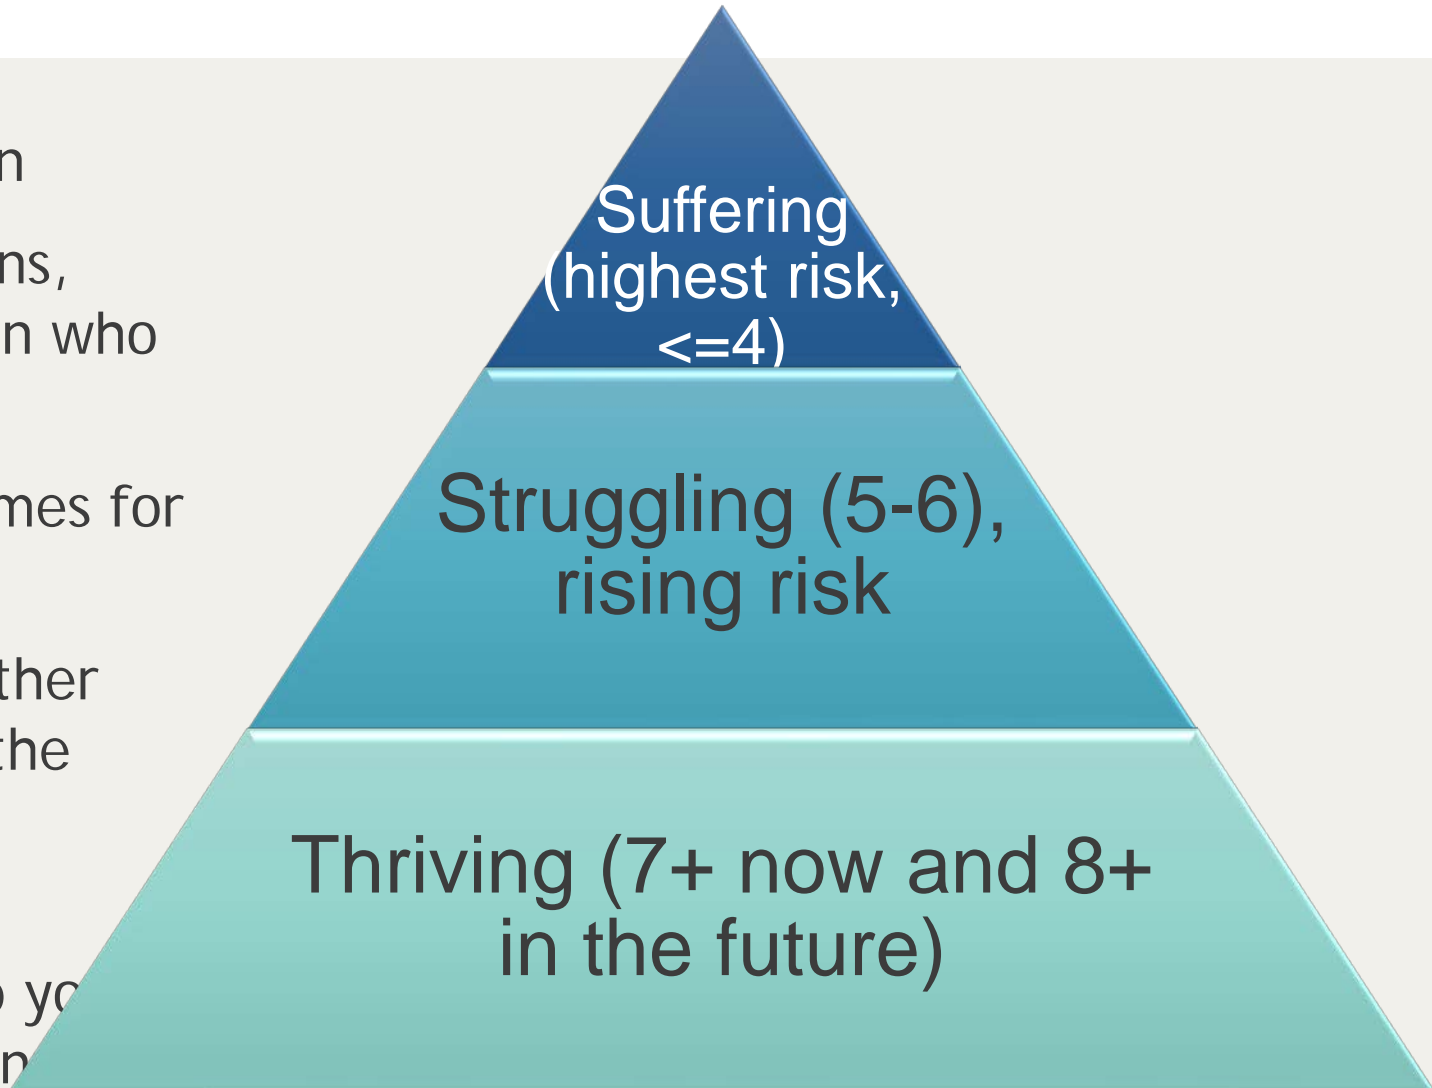 n
ns,
n who
mes for
ther
the
yo
n
Suffering
(highest risk,
<=4)
Struggling (5-6),
rising risk
Thriving (7+ now and 8+
in the future)